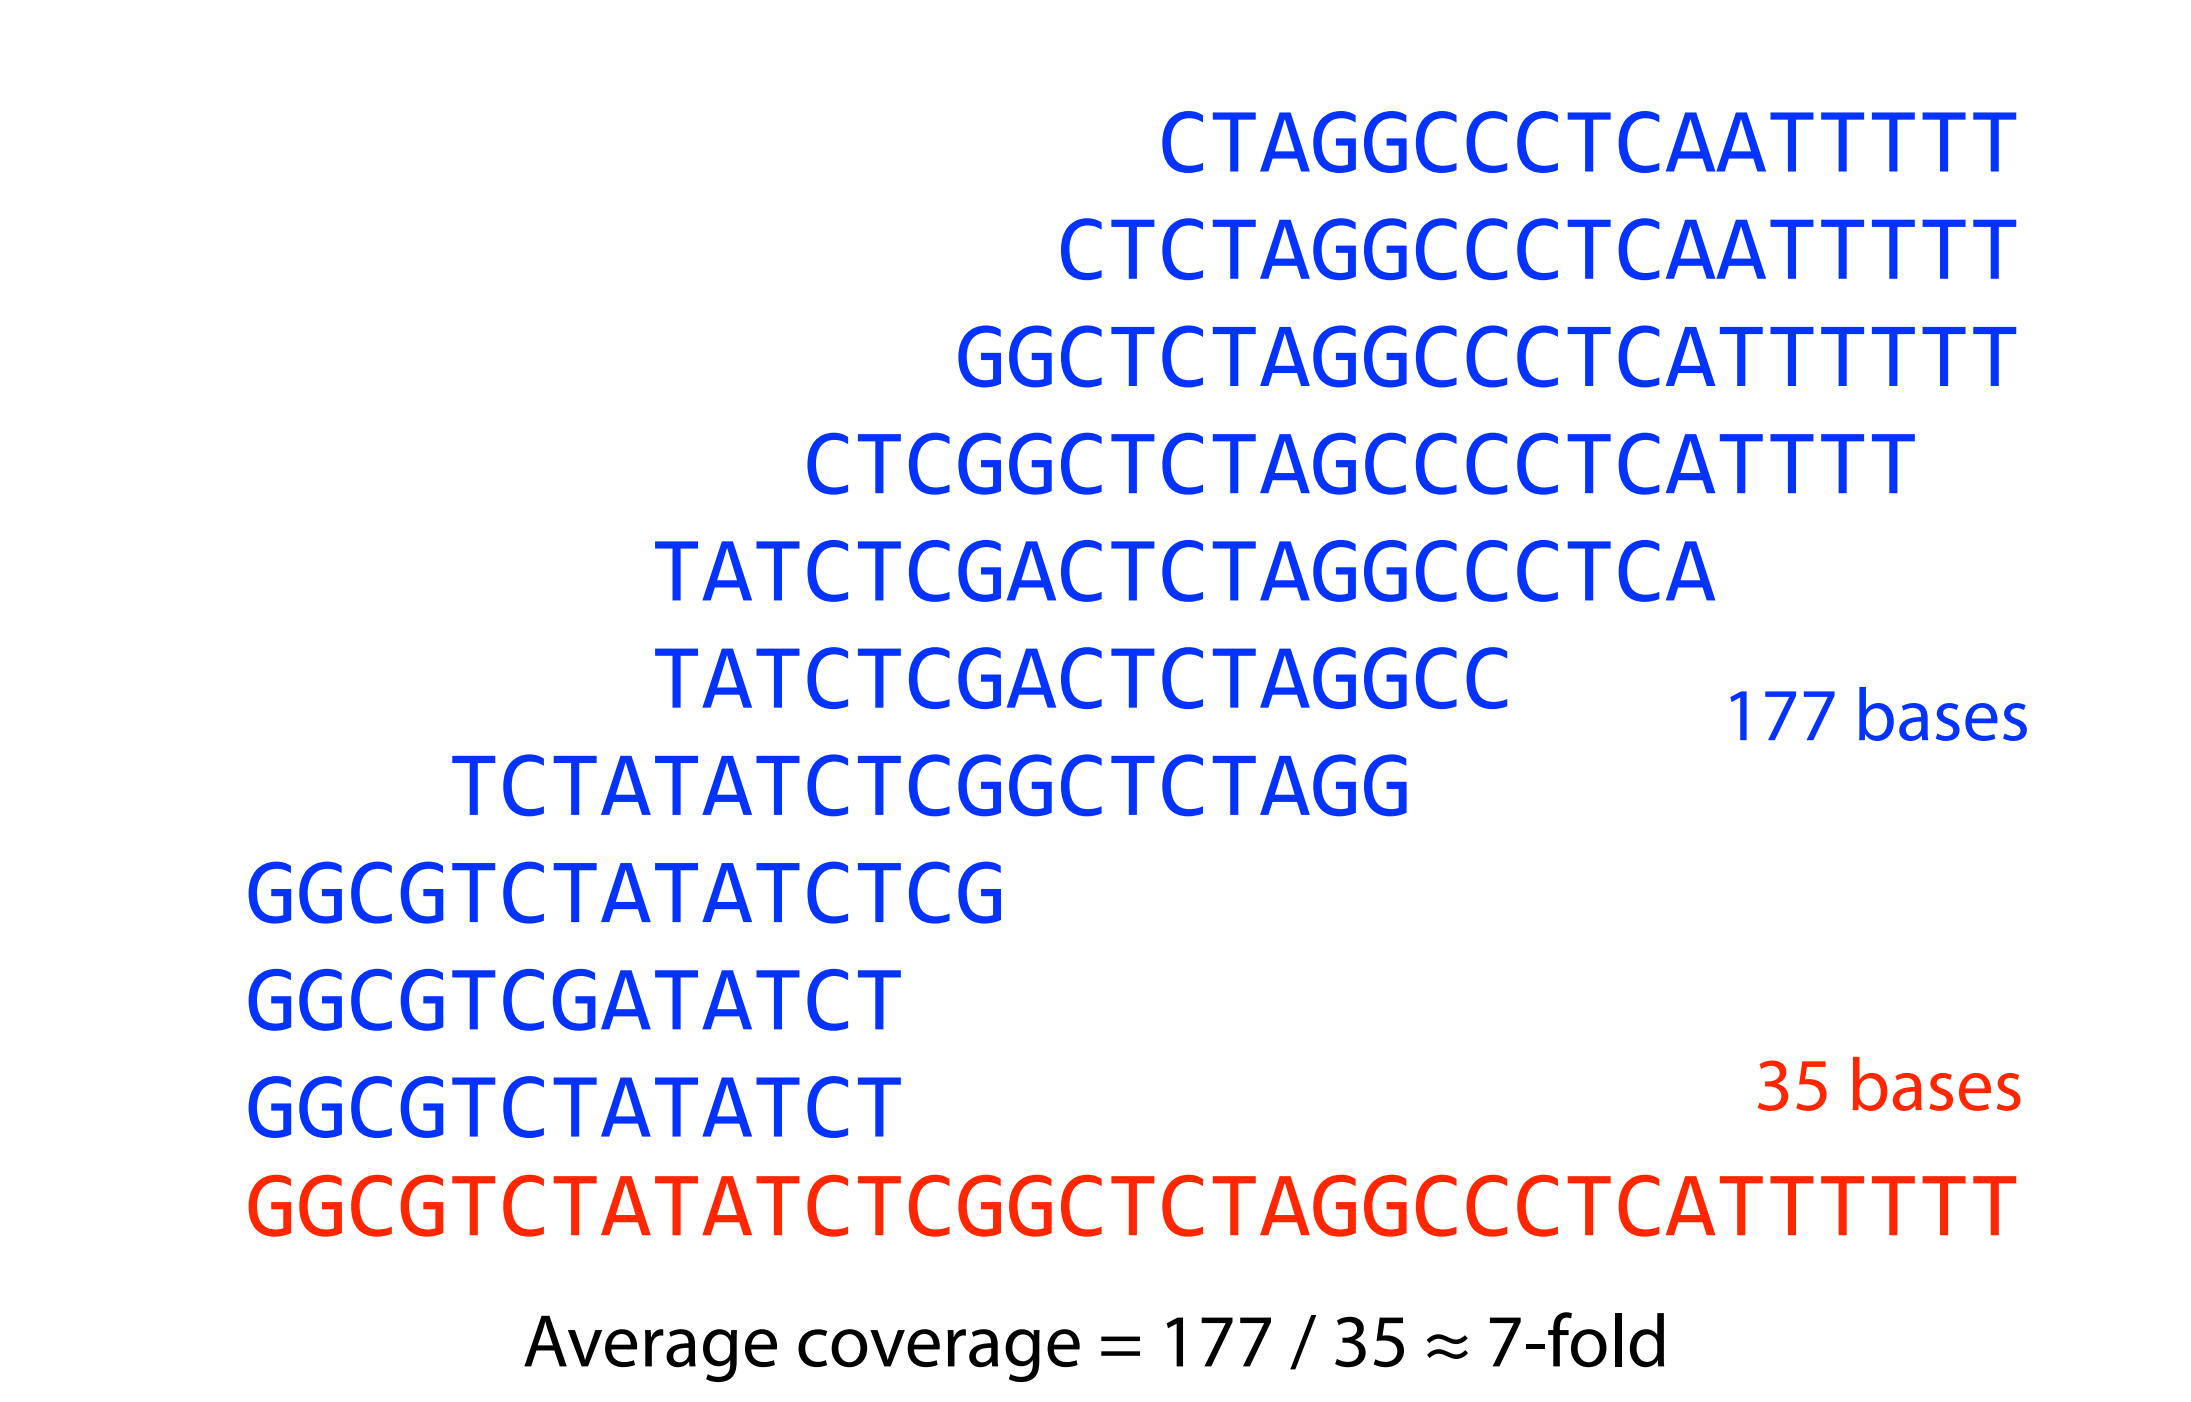 CTAGGCCCTCAATTTTT
CTCTAGGCCCTCAATTTTT
GGCTCTAGGCCCTCATTTTTT
CTCGGCTCTAGCCCCTCATTTT
TATCTCGACTCTAGGCCCTCA
TATCTCGACTCTAGGCC
177 bases
TCTATATCTCGGCTCTAGG
GGCGTCTATATCTCG
GGCGTCGATATCT
35 bases
GGCGTCTATATCT
GGCGTCTATATCTCGGCTCTAGGCCCTCATTTTTT
Average coverage = 177 / 35 ≈ 7-fold